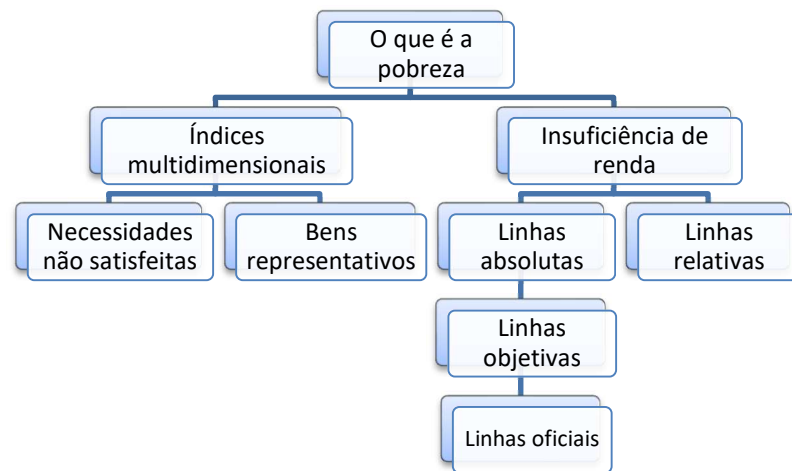 O que é a
pobreza
Índices
multidimensionais
Insuficiência de
renda
Necessidades
não satisfeitas
Bens
representativos
Linhas
absolutas
Linhas
relativas
Linhas
objetivas
Linhas oficiais